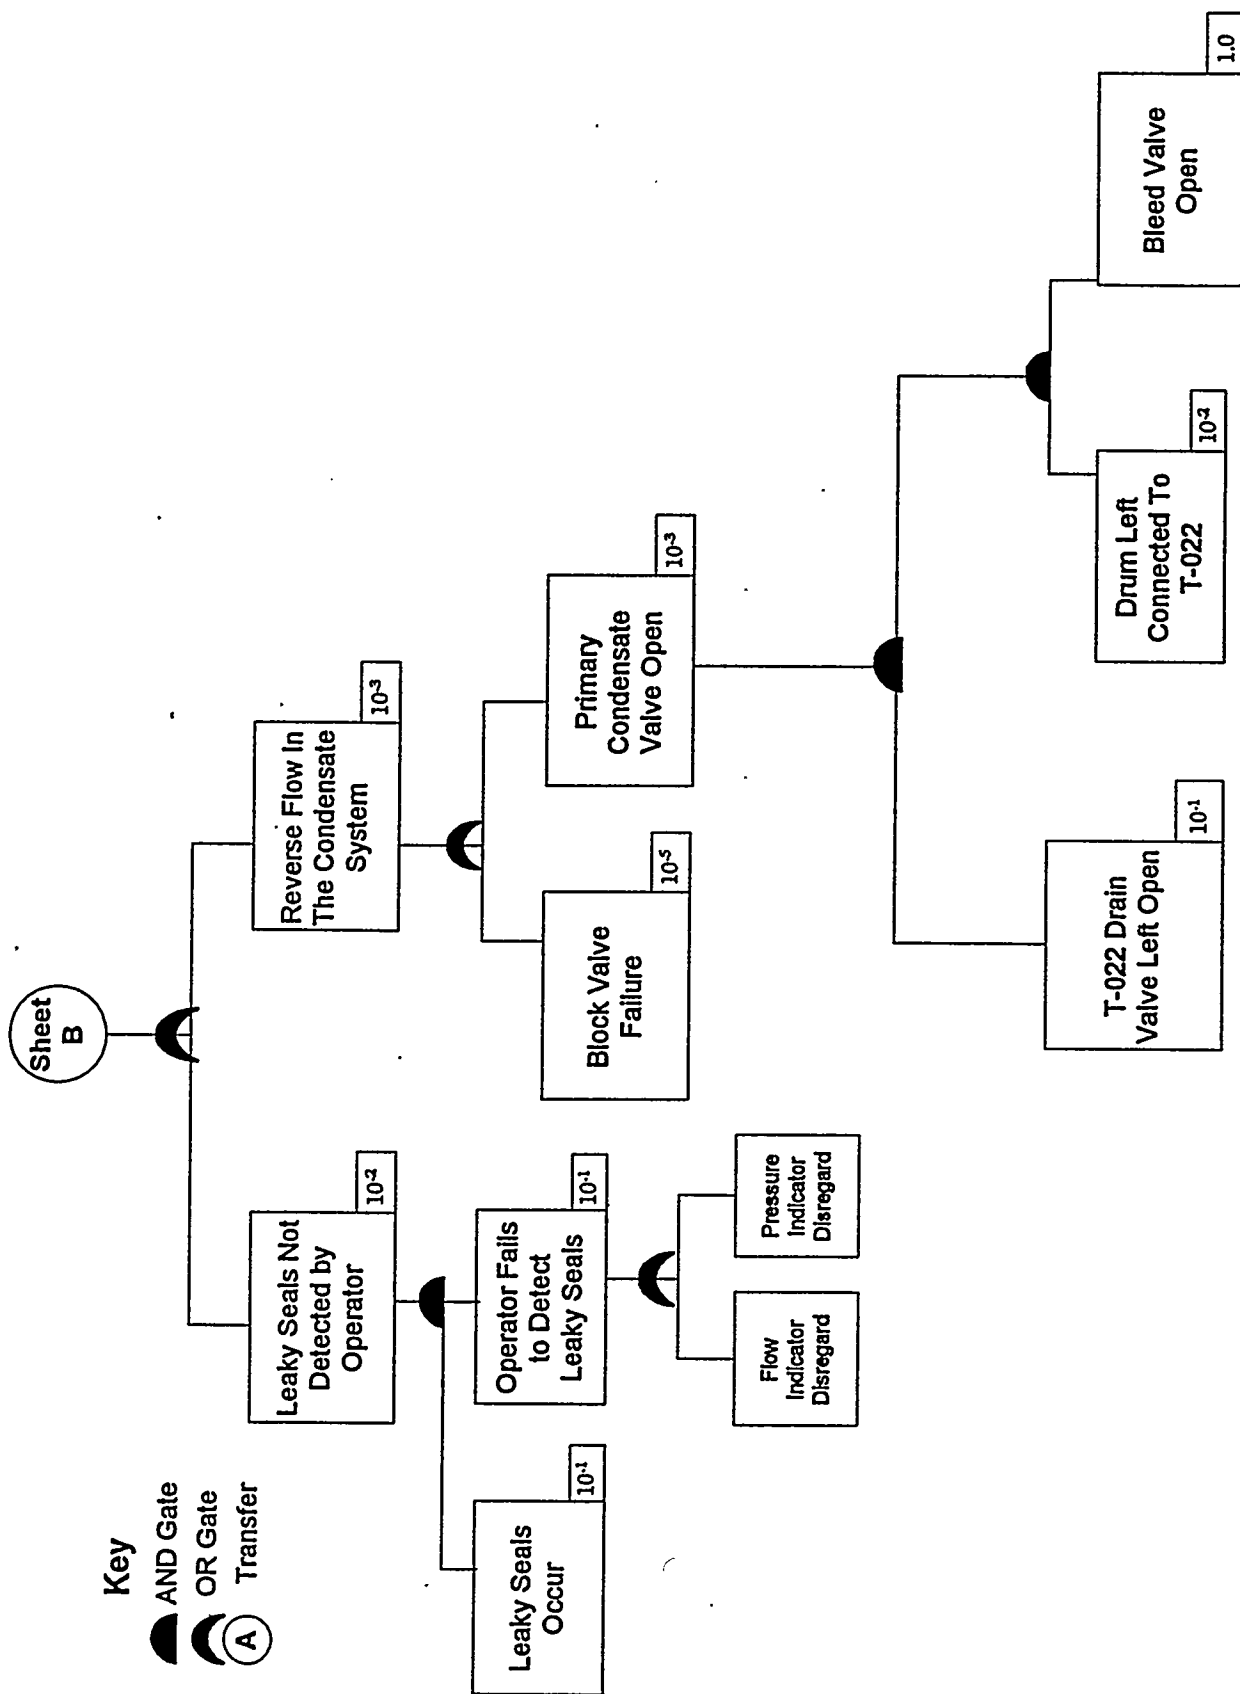 Key
AND Gate
OR Gate
A
Transfer
Sheet
B
Leaky Seals Not
Detected by
Operator
10-2
Reverse Flow In
The Condensate
System
10-3
Leaky Seals
Occur
10-1
Operator Fails
to Detect
Leaky Seals
10-1
Block Valve
Failure
10-5
Primary
Condensate
Valve Open
10-3
Flow
Indicator
Disregard
Pressure
Indicator
Disregard
T-022 Drain
Valve Left Open
10-1
Drum Left
Connected To
T-022
10-2
Bleed Valve
Open
1.0